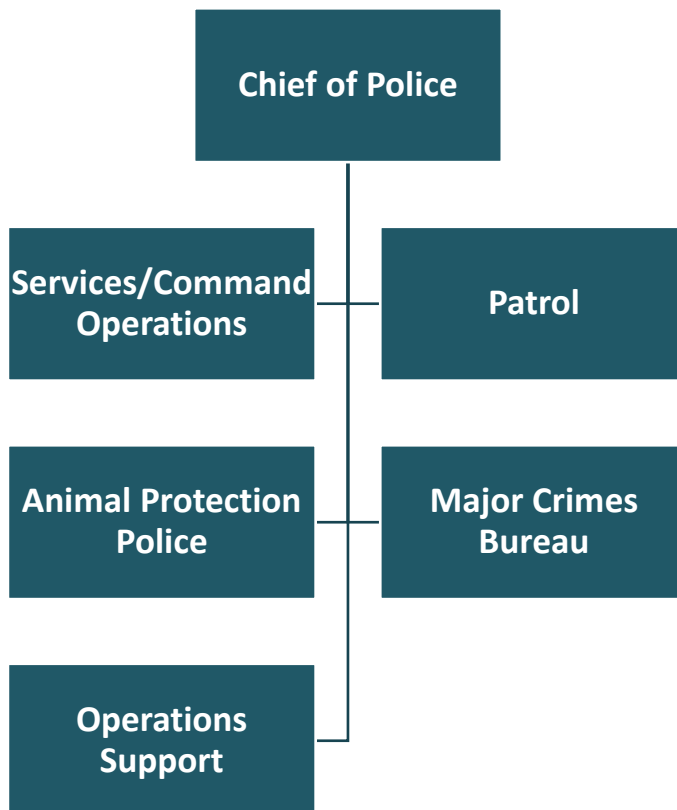 Chief of Police
Services/Command
Operations
Patrol
Animal Protection
Police
Major Crimes
Bureau
Operations
Support